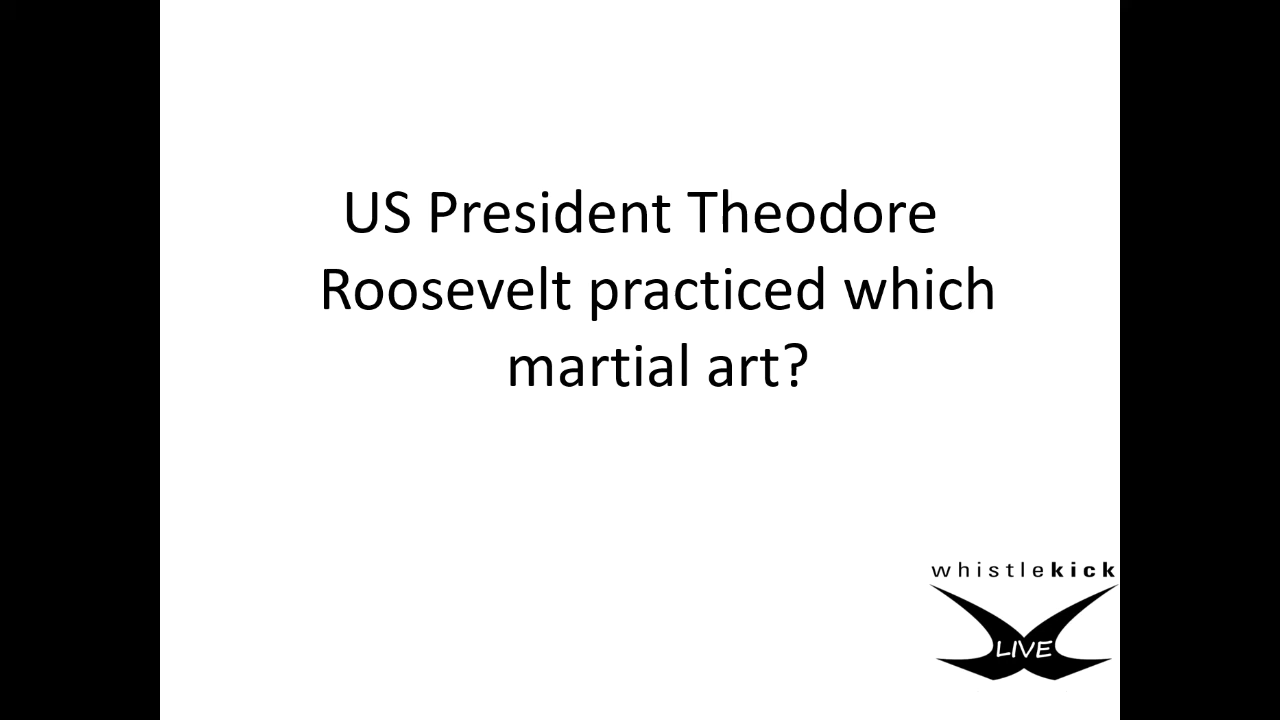 US President Theodore
Roosevelt practiced which
martial art?
whistlekick
LIVE